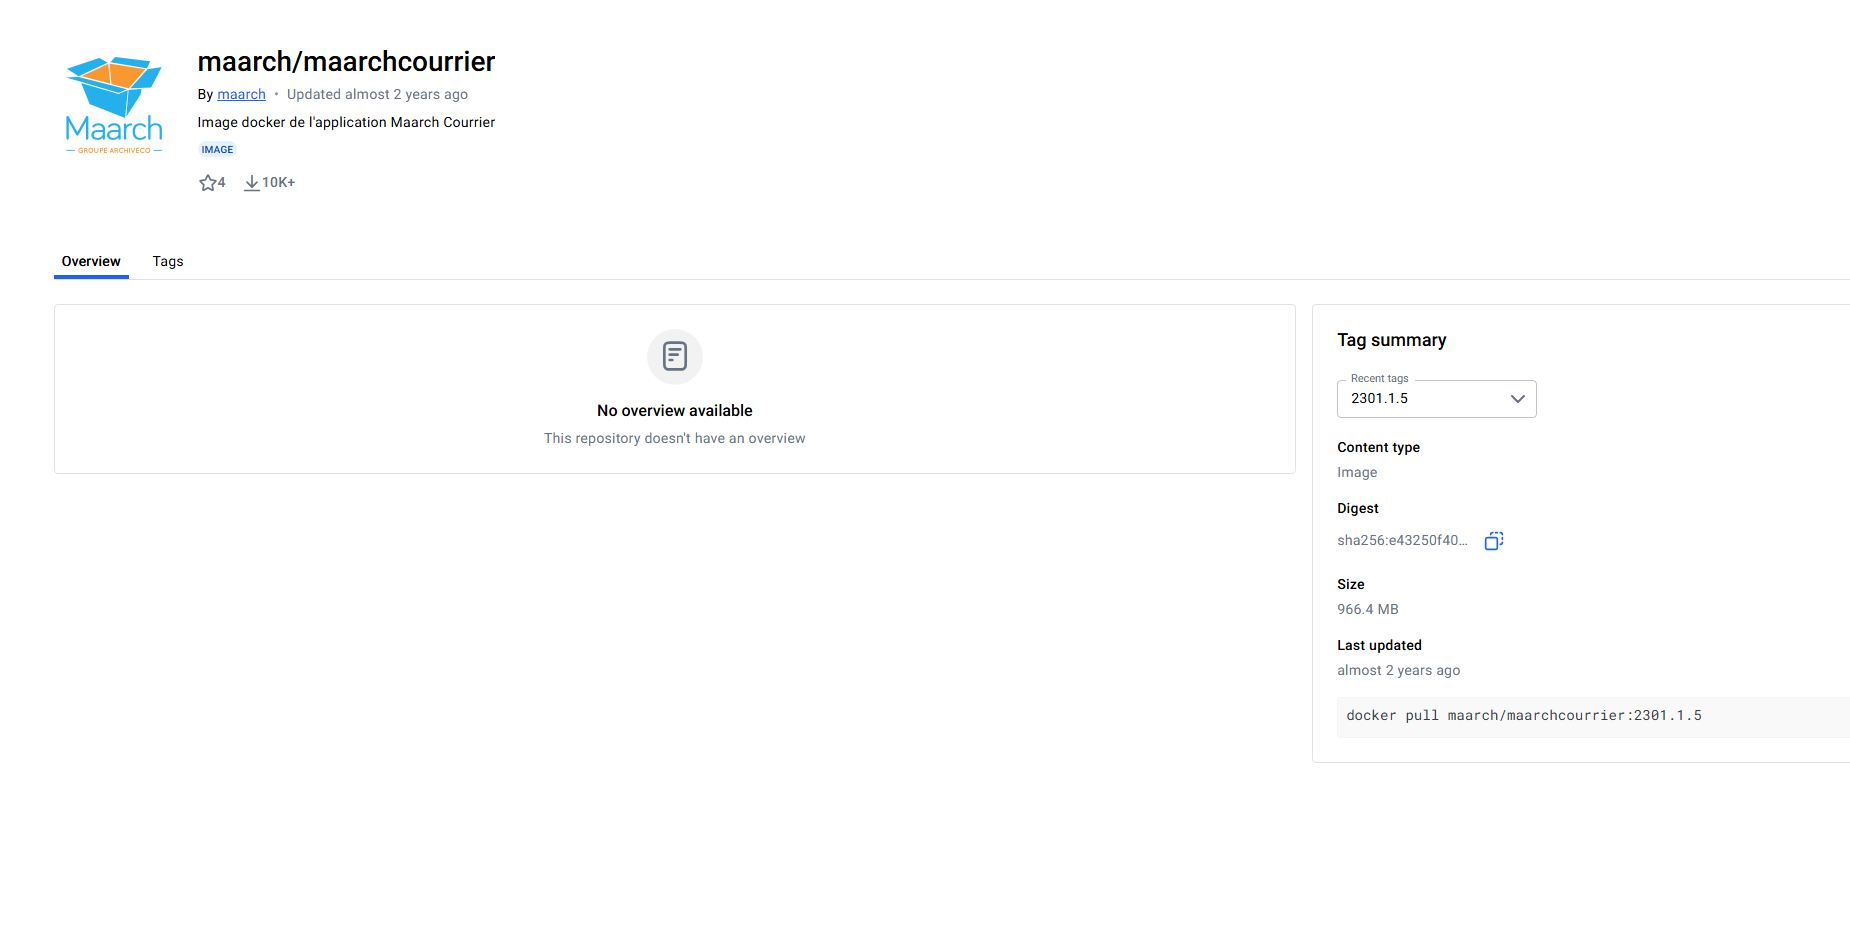 Maarch
GROUPE ARCHIVECO
maarch/maarchcourrier
By maarch • Updated almost 2 years ago
Image docker de l'application Maarch Courrier
IMAGE
4 10K+
Overview Tags
No overview available
This repository doesn't have an overview
Tag summary
Recent tags
2301.1.5
Content type
Image
Digest
sha256:e43250f40...
Size
966.4 MB
Last updated
almost 2 years ago
docker pull maarch/maarchcourrier:2301.1.5